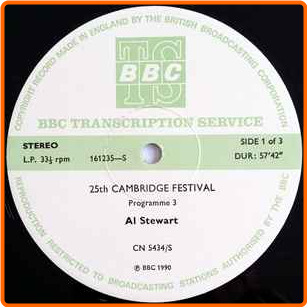 COPYRIGHT RECORD MADE IN ENGLAND BY THE BRITISH BROADCASTING CORPORATION
TS
BBC
BBC TRANSCRIPTION SERVICE
STEREO
SIDE 1 of 3
L.P. 33⅓ rpm
161235—S
DUR: 57'42"
25th CAMBRIDGE FESTIVAL
Programme 3
Al Stewart
CN 5434/S
℗ BBC 1990
REPRODUCTION RESTRICTED TO BROADCASTING STATIONS AUTHORISED BY THE BBC